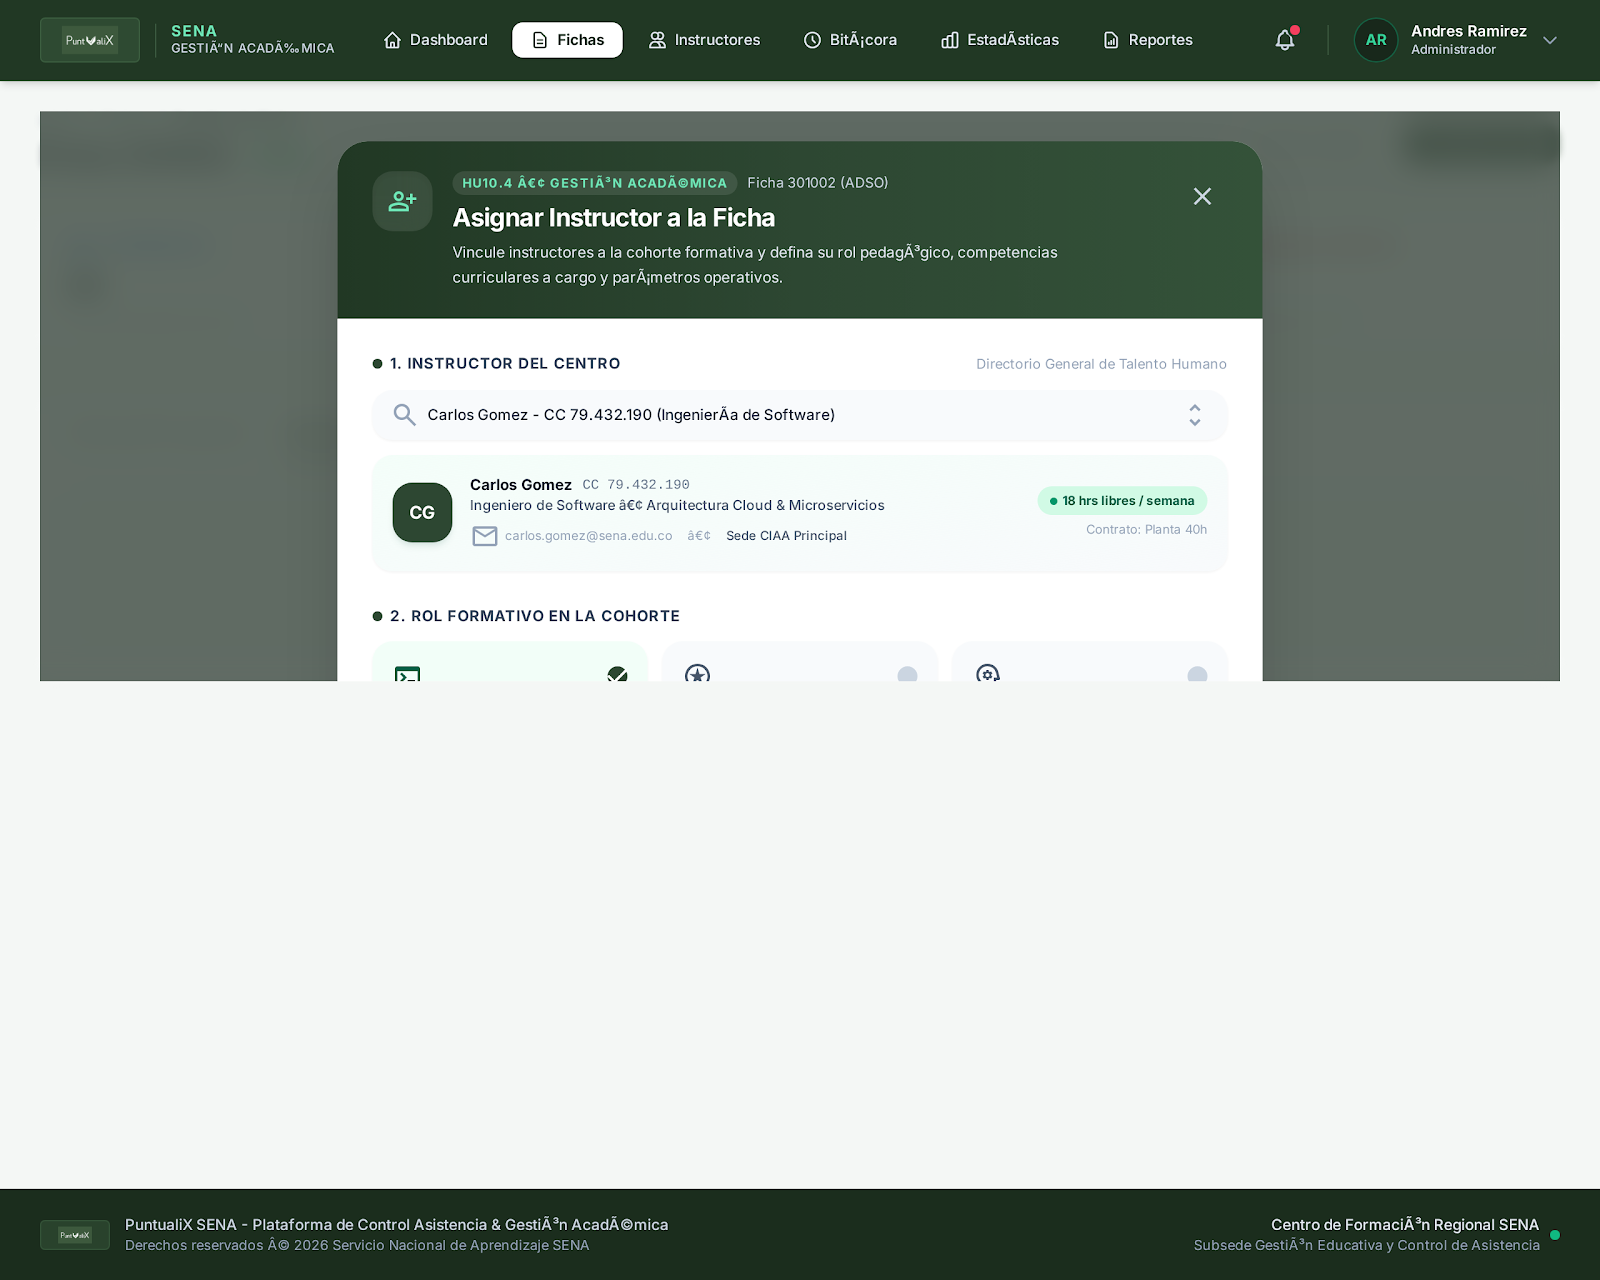 PuntualiX
SENA
GESTIÃ“N ACADÃ‰MICA
Dashboard
Fichas
Instructores
BitÃ¡cora
EstadÃ­sticas
Reportes
AR
Andres Ramirez
Administrador
HU10.4 Â€¢ GESTIÃ³N ACADÃ©MICA
Ficha 301002 (ADSO)
Asignar Instructor a la Ficha
Vincule instructores a la cohorte formativa y defina su rol pedagÃ³gico, competencias
curriculares a cargo y parÃ¡metros operativos.
1. INSTRUCTOR DEL CENTRO
Directorio General de Talento Humano
Carlos Gomez - CC 79.432.190 (IngenierÃ­a de Software)
CG
Carlos Gomez CC 79.432.190
Ingeniero de Software â€¢ Arquitectura Cloud & Microservicios
carlos.gomez@sena.edu.co â€¢ Sede CIAA Principal
18 hrs libres / semana
Contrato: Planta 40h
2. ROL FORMATIVO EN LA COHORTE
PuntualiX
PuntualiX SENA - Plataforma de Control Asistencia & GestiÃ³n AcadÃ©mica
Derechos reservados Â© 2026 Servicio Nacional de Aprendizaje SENA
Centro de FormaciÃ³n Regional SENA
Subsede GestiÃ³n Educativa y Control de Asistencia